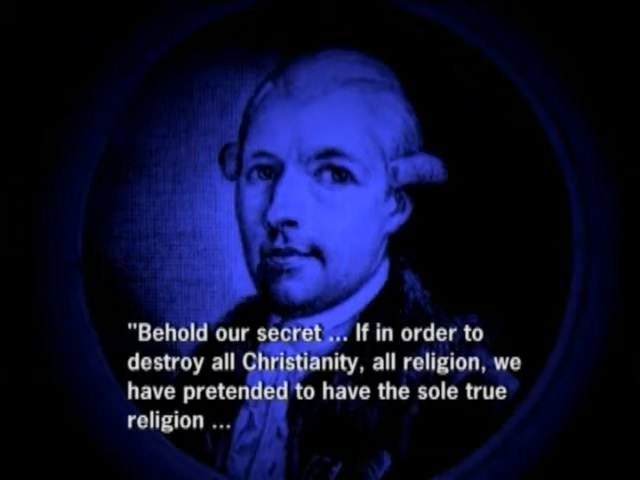 "Behold our secret ... If in order to
destroy all Christianity, all religion, we
have pretended to have the sole true
religion ...